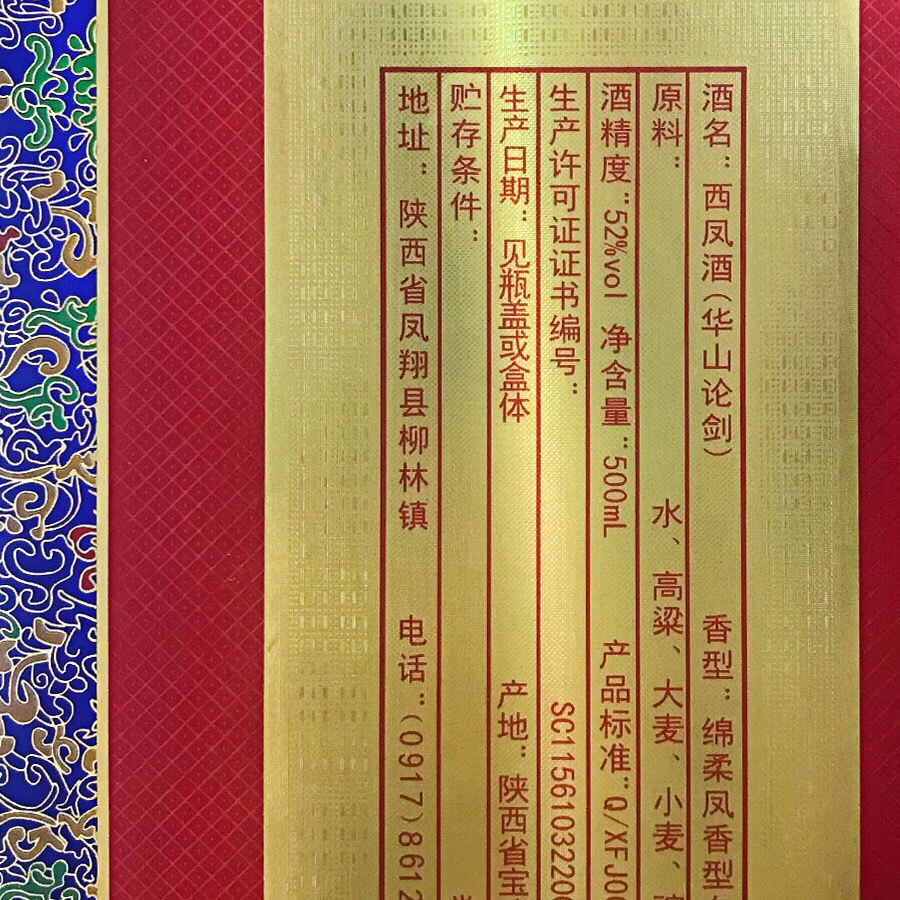 酒名：西凤酒(华山论剑) 香型：绵柔凤香型
原料： 水、高粱、大麦、小麦、
酒精度：52%vol 净含量：500mL 产品标准：Q/XFJ00
生产许可证证书编号： SC1156103220
生产日期：见瓶盖或盒体 产地：陕西省宝
贮存条件：
地址：陕西省凤翔县柳林镇 电话：(0917)8612